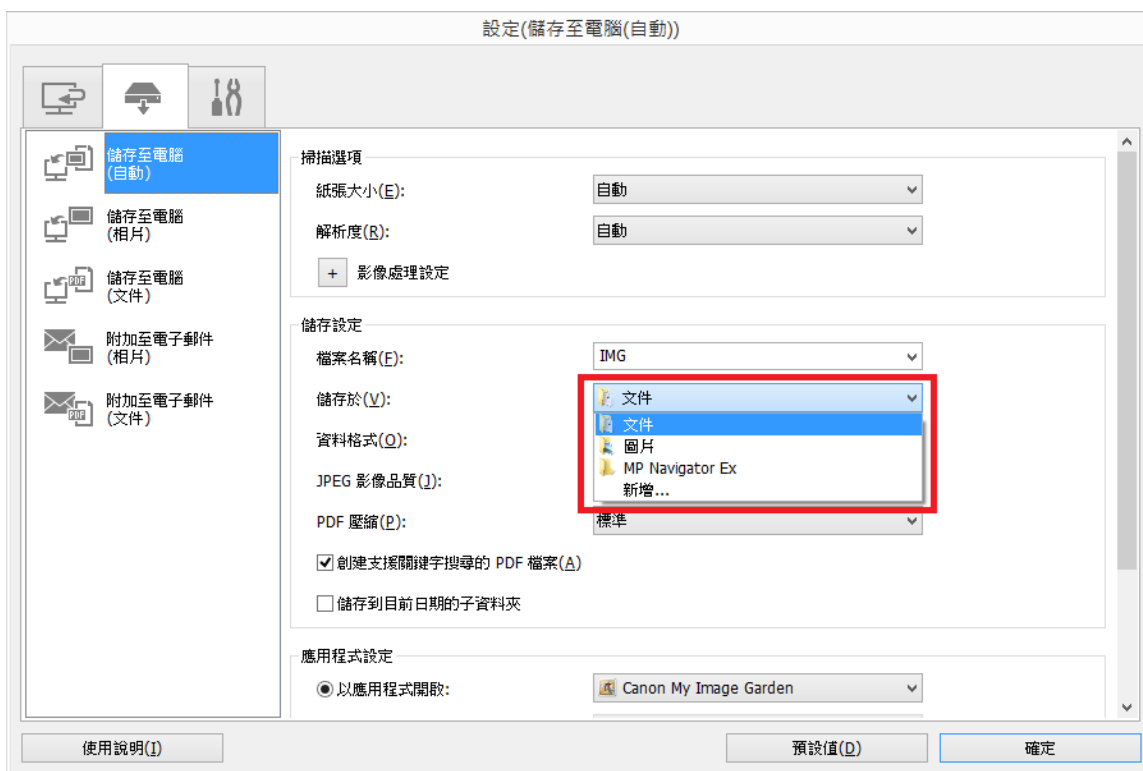 設定(儲存至電腦(自動))
儲存至電腦
(自動)
儲存至電腦
(相片)
PDF
儲存至電腦
(文件)
附加至電子郵件
(相片)
PDF
附加至電子郵件
(文件)
掃描選項
紙張大小(E): 自動
解析度(R): 自動
+ 影像處理設定
儲存設定
檔案名稱(F): IMG
儲存於(V): 文件
文件
圖片
MP Navigator Ex
新增...
資料格式(O):
JPEG 影像品質(J):
PDF 壓縮(P): 標準
創建支援關鍵字搜尋的 PDF 檔案(A)
儲存到目前日期的子資料夾
應用程式設定
以應用程式開啟: Canon My Image Garden
使用說明(I) 預設值(D) 確定